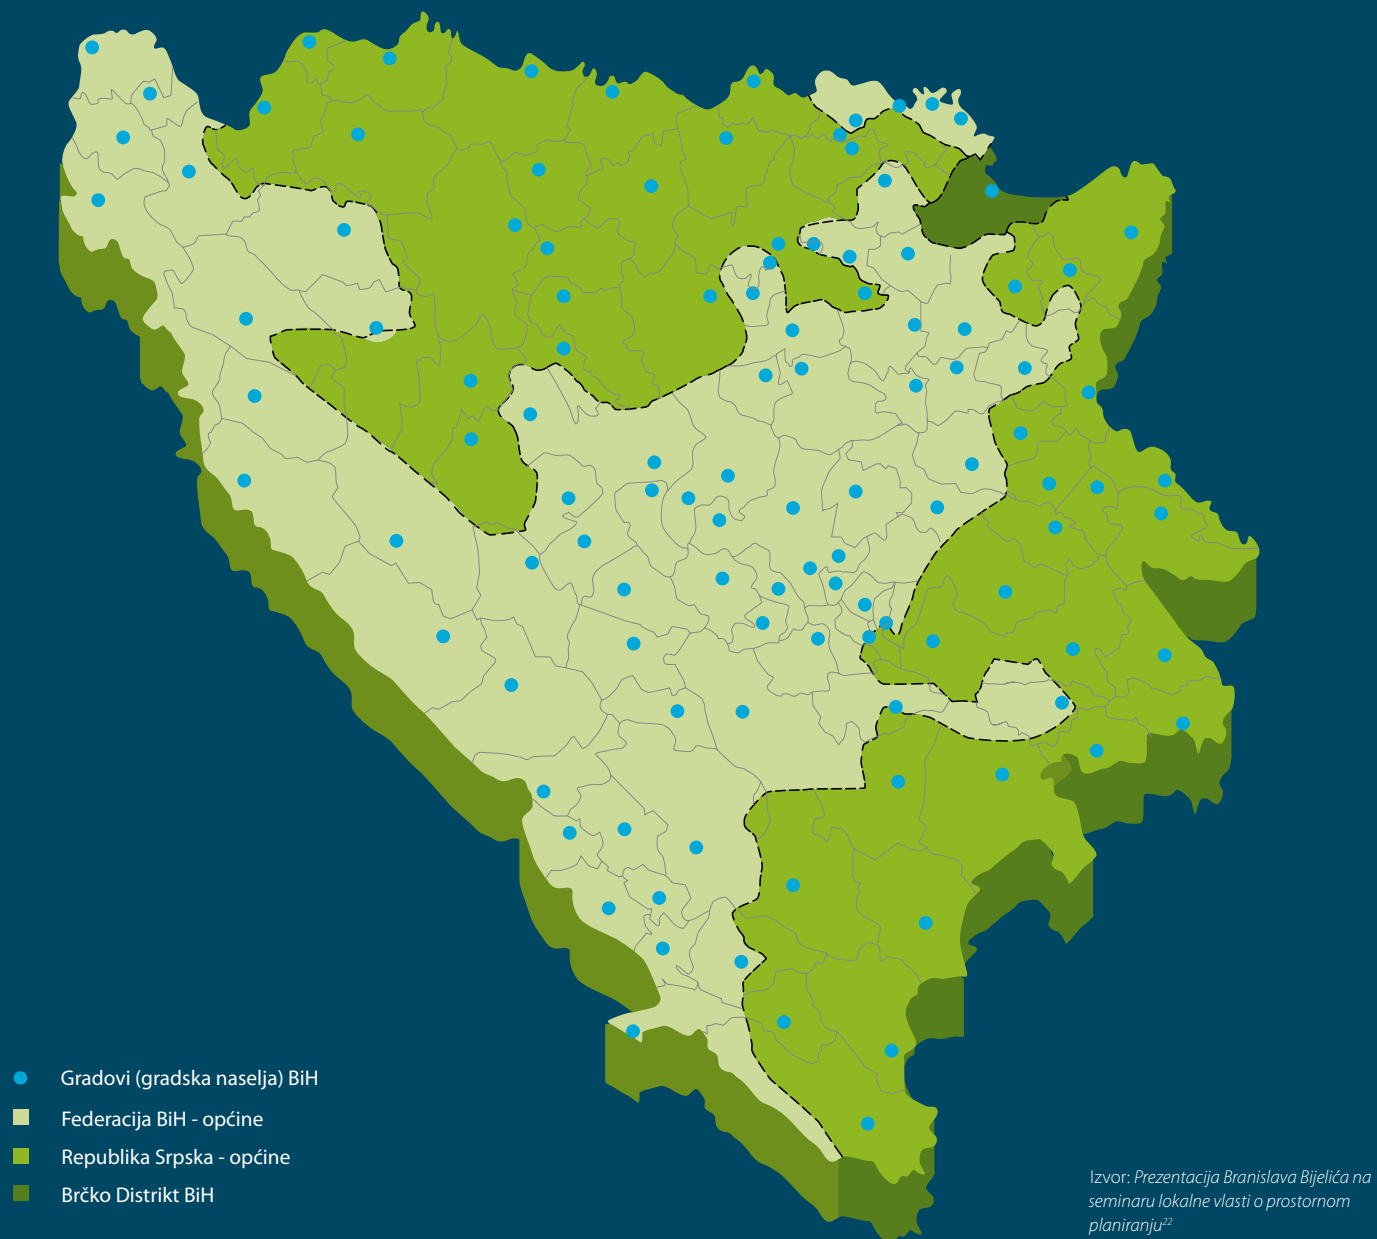 Gradovi (gradska naselja) BiH
Federacija BiH - općine
Republika Srpska - općine
Brčko Distrikt BiH
Izvor: Prezentacija Branislava Bijelića na
seminaru lokalne vlasti o prostornom
planiranju²²